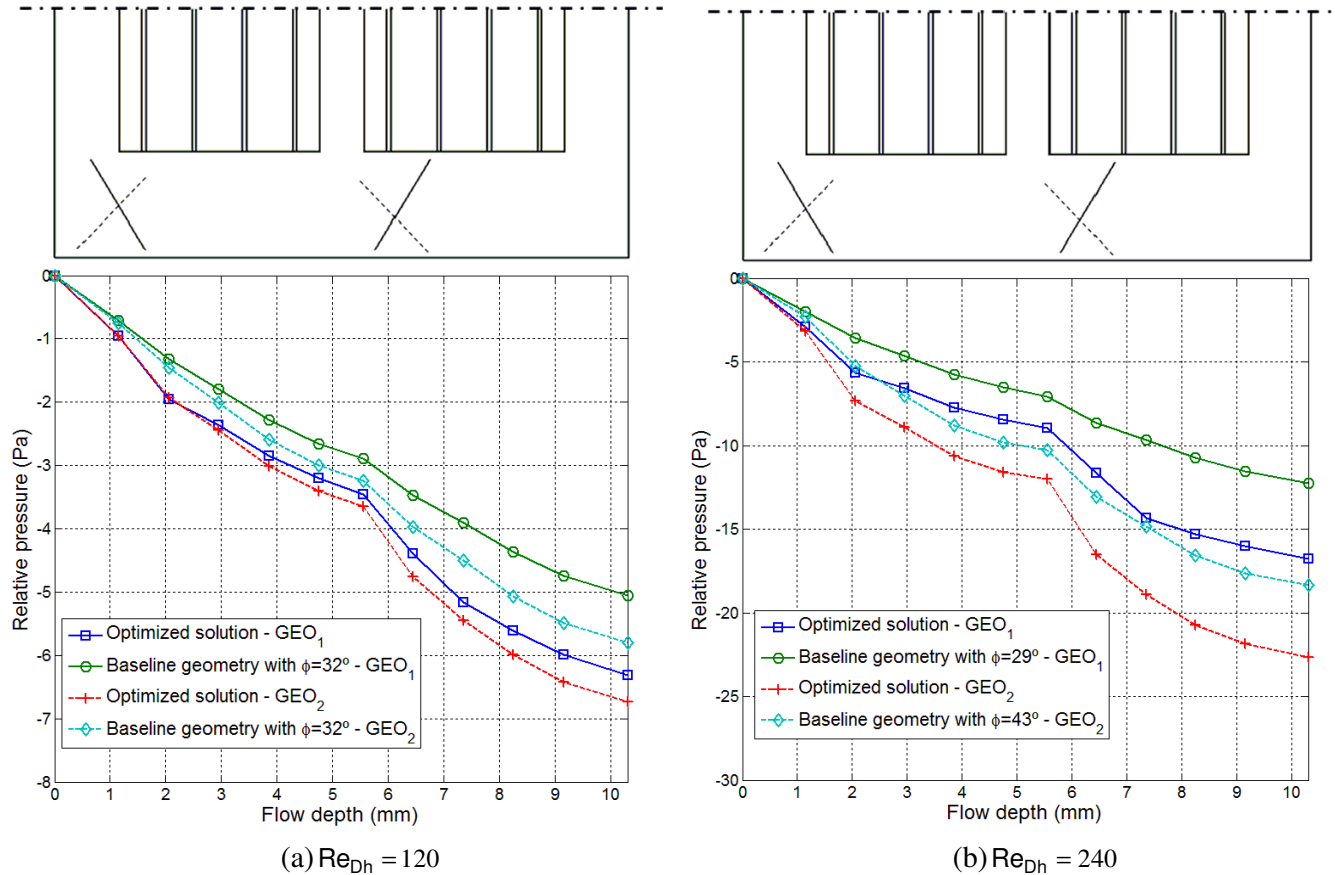 0
-1
-2
-3
-4
-5
-6
-7
-8
Relative pressure (Pa)
Optimized solution - GEO1
Baseline geometry with ϕ=32º - GEO1
Optimized solution - GEO2
Baseline geometry with ϕ=32º - GEO2
0 1 2 3 4 5 6 7 8 9 10
Flow depth (mm)
(a) ReDh = 120
0
-5
-10
-15
-20
-25
-30
Relative pressure (Pa)
Optimized solution - GEO1
Baseline geometry with ϕ=29º - GEO1
Optimized solution - GEO2
Baseline geometry with ϕ=43º - GEO2
0 1 2 3 4 5 6 7 8 9 10
Flow depth (mm)
(b) ReDh = 240